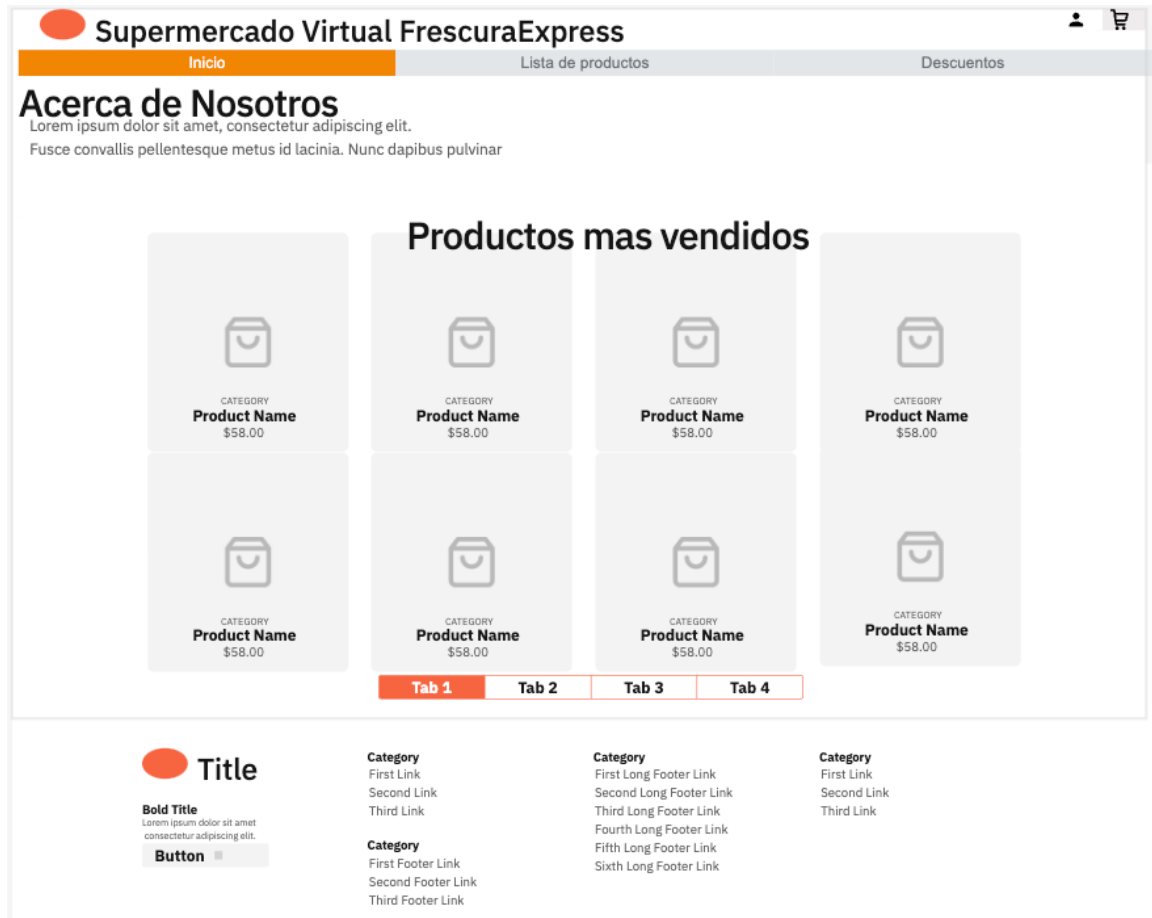 Supermercado Virtual FrescuraExpress
Inicio Lista de productos Descuentos
Acerca de Nosotros
Lorem ipsum dolor sit amet, consectetur adipiscing elit.
Fusce convallis pellentesque metus id lacinia. Nunc dapibus pulvinar
Productos mas vendidos
CATEGORY CATEGORY CATEGORY CATEGORY
Product Name Product Name Product Name Product Name
$58.00 $58.00 $58.00 $58.00
CATEGORY CATEGORY CATEGORY CATEGORY
Product Name Product Name Product Name Product Name
$58.00 $58.00 $58.00 $58.00
Tab 1 Tab 2 Tab 3 Tab 4
Title
Bold Title
Lorem ipsum dolor sit amet
consectetur adipiscing elit.
Button
Category
First Link
Second Link
Third Link
Category
First Footer Link
Second Footer Link
Third Footer Link
Category
First Long Footer Link
Second Long Footer Link
Third Long Footer Link
Fourth Long Footer Link
Fifth Long Footer Link
Sixth Long Footer Link
Category
First Link
Second Link
Third Link